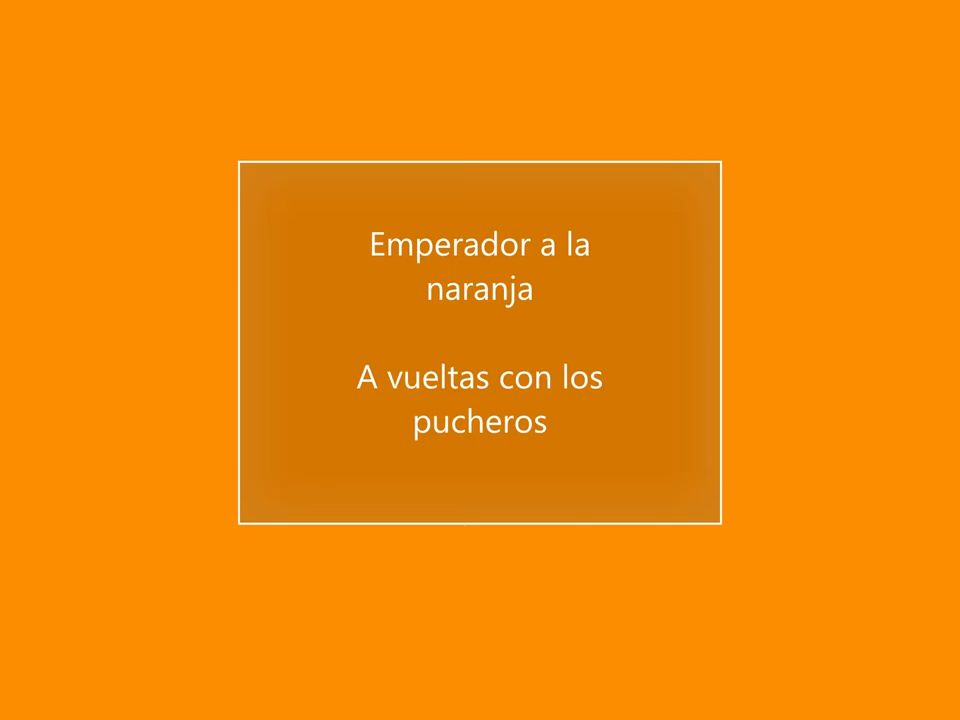 Emperador a la
naranja
A vueltas con los
pucheros